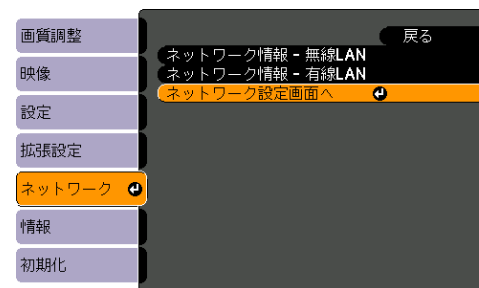 画質調整
映像
設定
拡張設定
ネットワーク
情報
初期化
戻る
ネットワーク情報 - 無線LAN
ネットワーク情報 - 有線LAN
ネットワーク設定画面へ